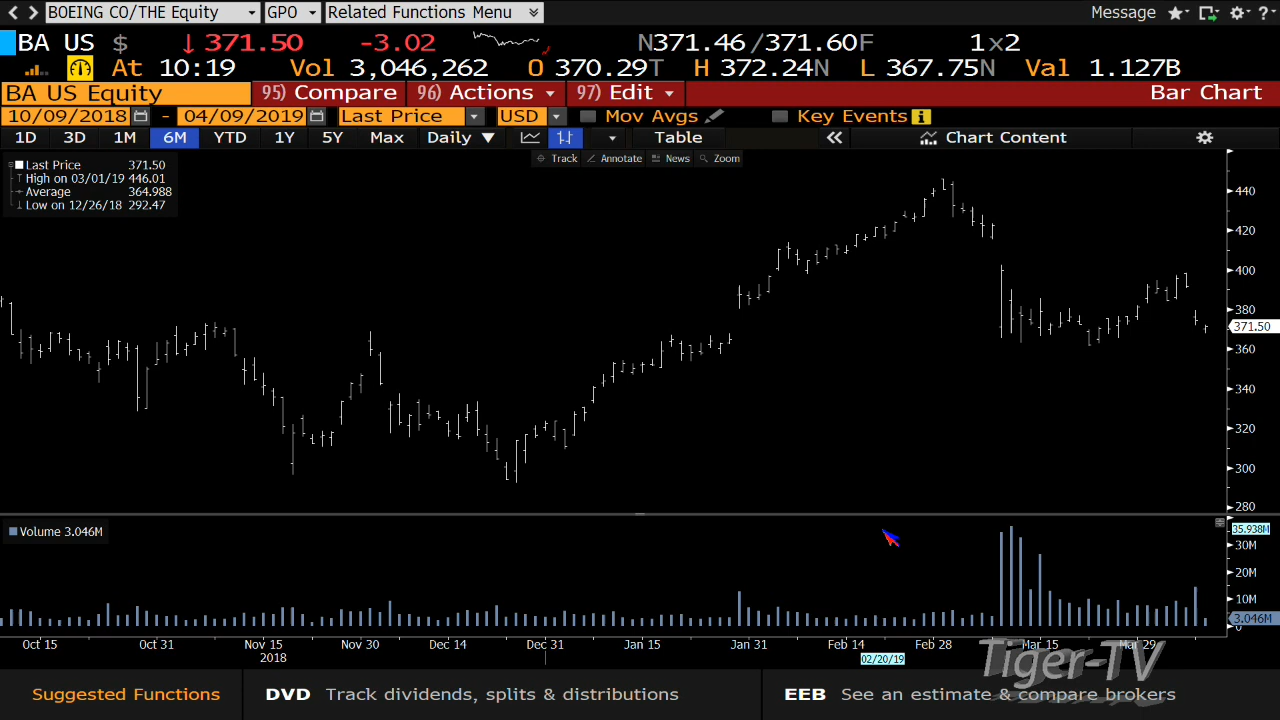 BOEING CO/THE Equity GPO Related Functions Menu Message ?
BA US $ ↓ 371.50 -3.02 N371.46/371.60F 1x2
At 10:19 Vol 3,046,262 O 370.29T H 372.24N L 367.75N Val 1.127B
BA US Equity 95) Compare 96) Actions 97) Edit Bar Chart
10/09/2018 - 04/09/2019 Last Price USD Mov Avgs Key Events i
1D 3D 1M 6M YTD 1Y 5Y Max Daily ▼ Table « Chart Content
Track Annotate News Zoom
Last Price 371.50
High on 03/01/19 446.01
Average 364.988
Low on 12/26/18 292.47
440
420
400
380
371.50
360
340
320
300
280
Volume 3.046M
35.938M
30M
20M
10M
3.046M
0
Oct 15 Oct 31 Nov 15 Nov 30 Dec 14 Dec 31 Jan 15 Jan 31 Feb 14 Feb 28 Mar 15 Mar 29
2018 02/20/19
Tiger-TV
Suggested Functions DVD Track dividends, splits & distributions EEB See an estimate & compare brokers